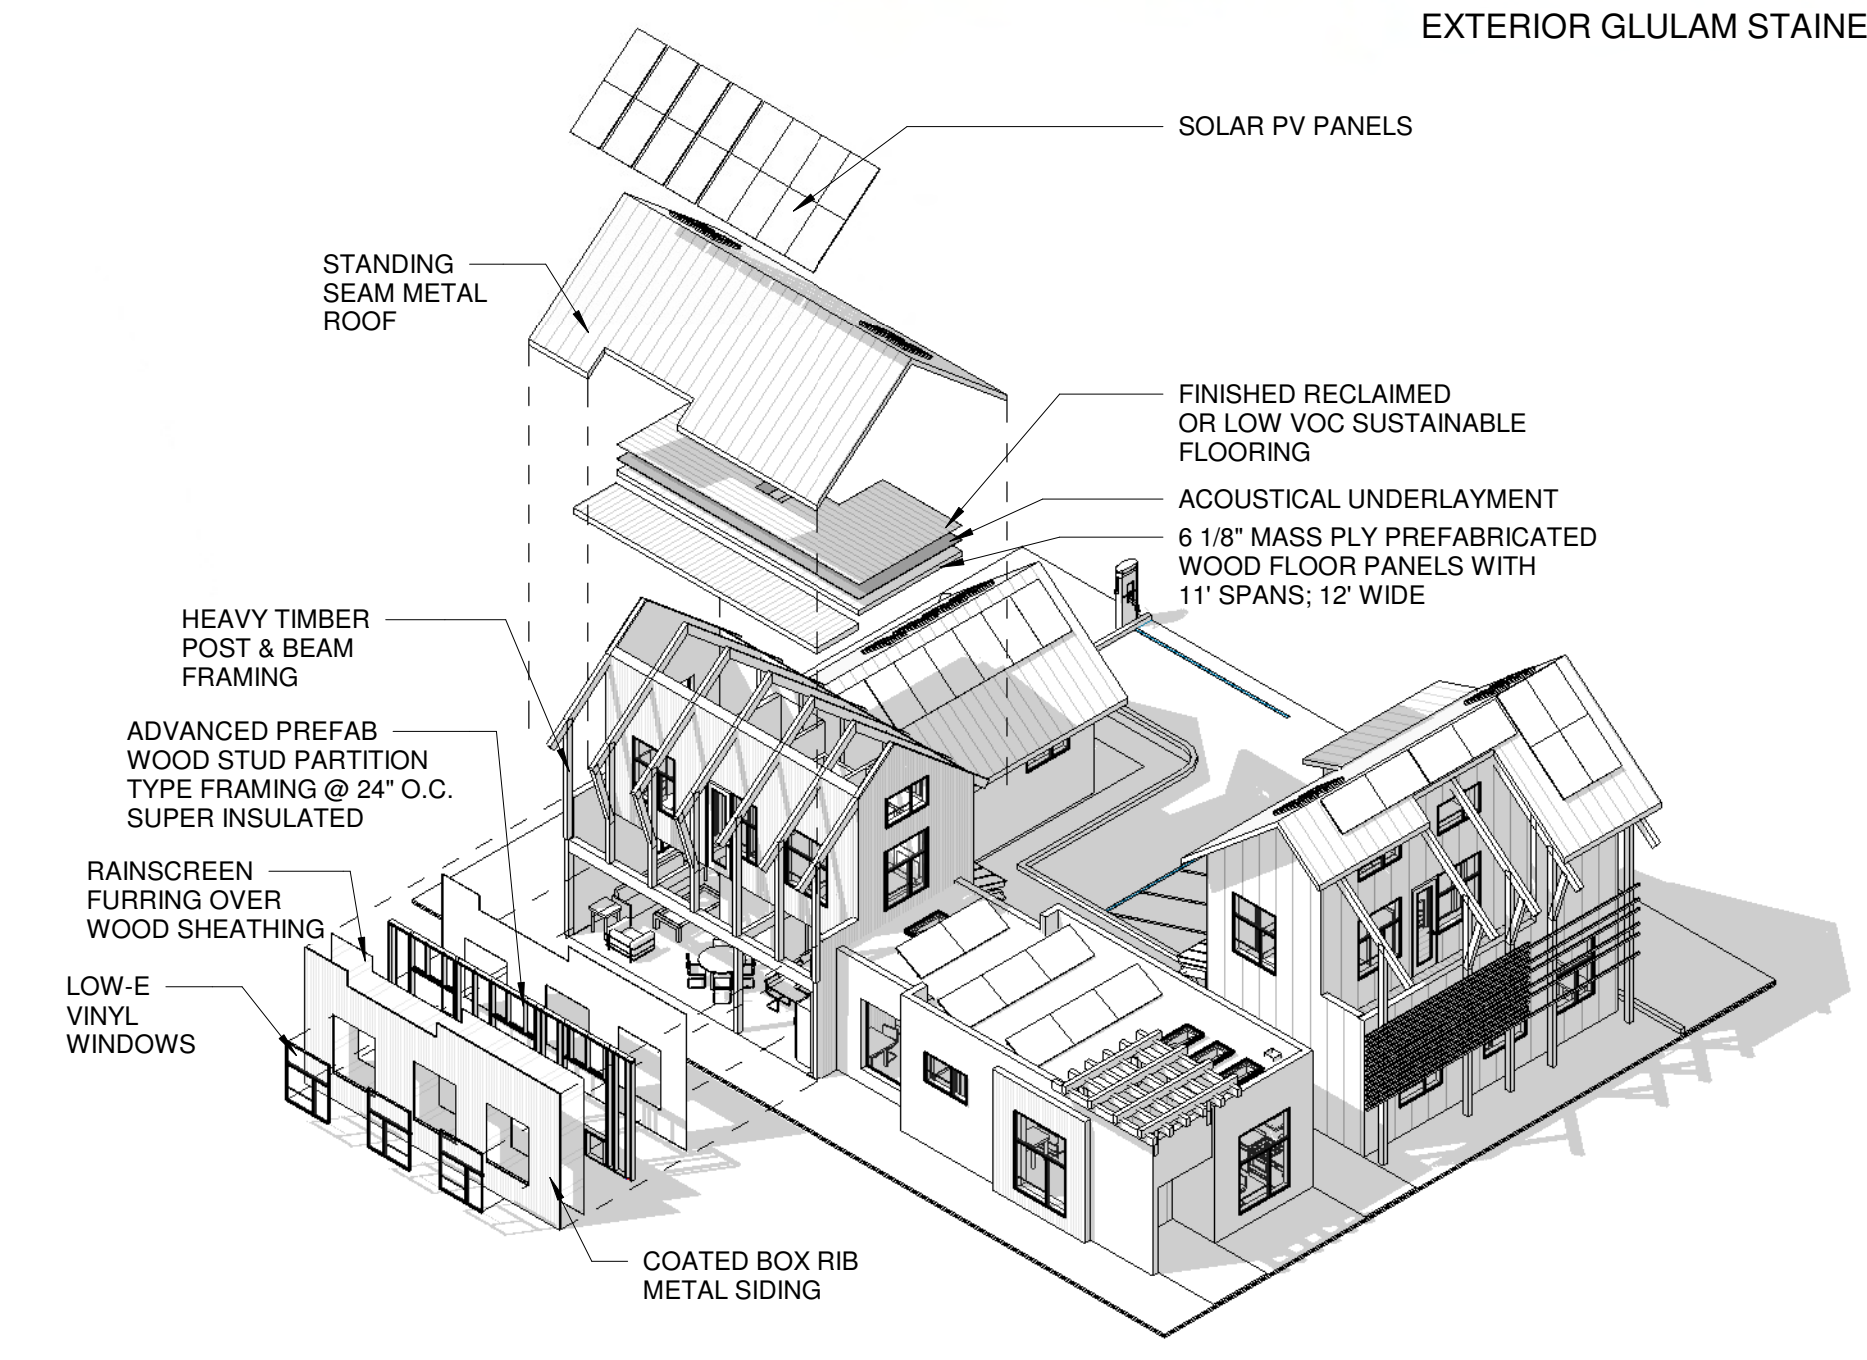 EXTERIOR GLULAM STAINE
SOLAR PV PANELS
STANDING
SEAM METAL
ROOF
FINISHED RECLAIMED
OR LOW VOC SUSTAINABLE
FLOORING
ACOUSTICAL UNDERLAYMENT
6 1/8" MASS PLY PREFABRICATED
WOOD FLOOR PANELS WITH
11' SPANS; 12' WIDE
HEAVY TIMBER
POST & BEAM
FRAMING
ADVANCED PREFAB
WOOD STUD PARTITION
TYPE FRAMING @ 24" O.C.
SUPER INSULATED
RAINSCREEN
FURRING OVER
WOOD SHEATHING
LOW-E
VINYL
WINDOWS
COATED BOX RIB
METAL SIDING